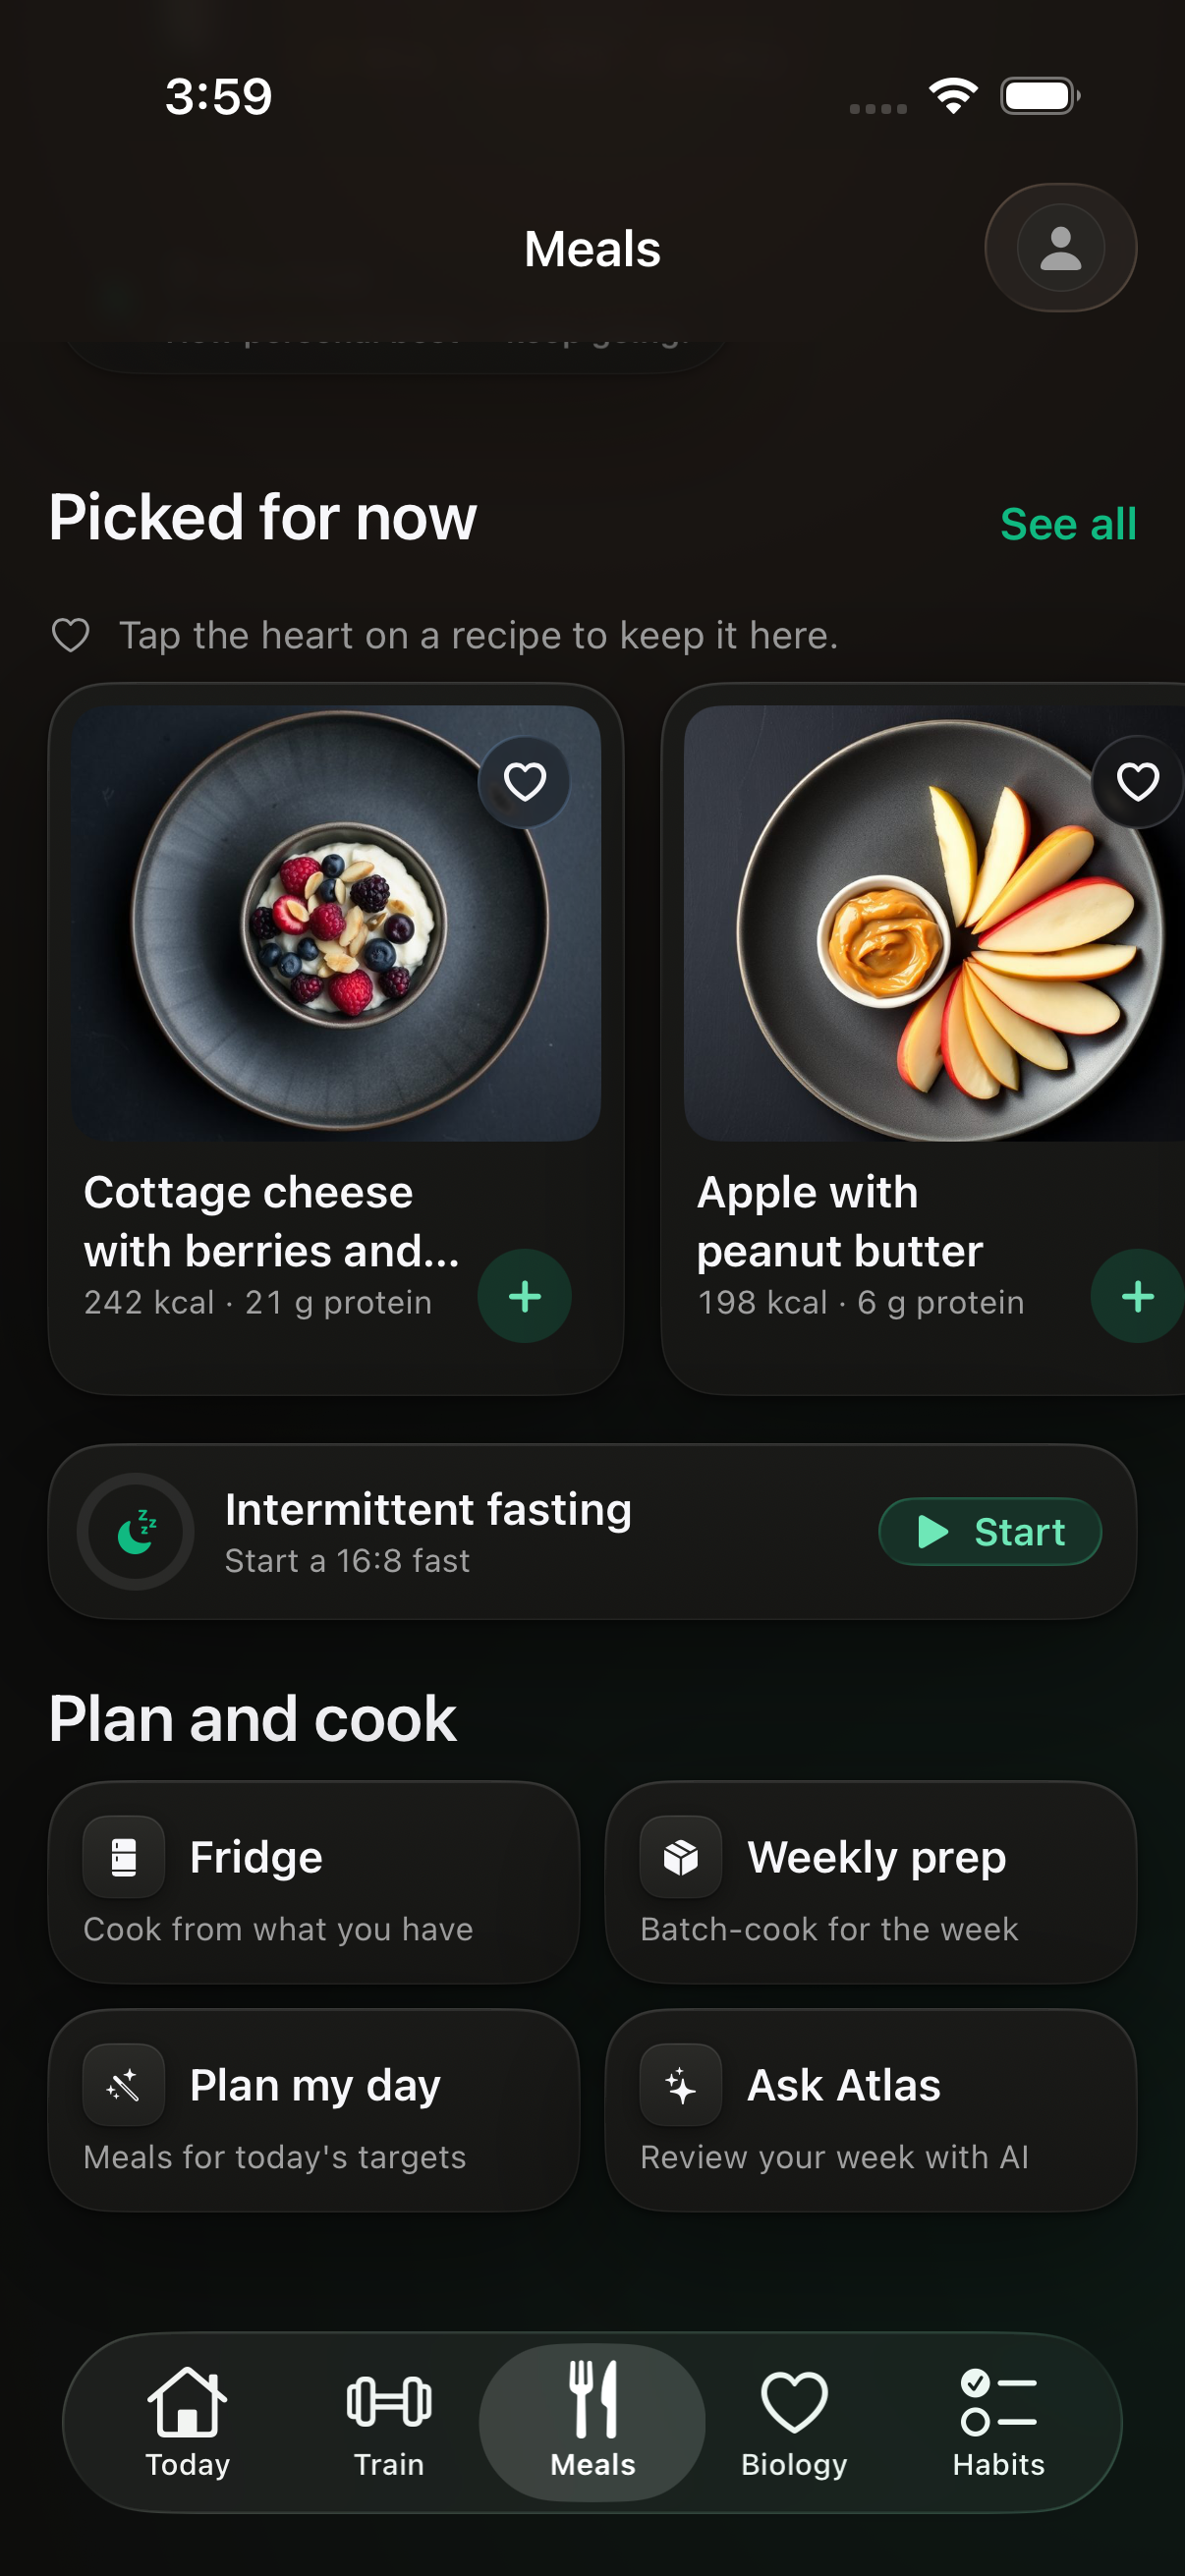 3:59
Meals
Picked for now
See all
Tap the heart on a recipe to keep it here.
Cottage cheese
with berries and...
242 kcal · 21 g protein
Apple with
peanut butter
198 kcal · 6 g protein
Intermittent fasting
Start a 16:8 fast
Start
Plan and cook
Fridge
Cook from what you have
Weekly prep
Batch-cook for the week
Plan my day
Meals for today's targets
Ask Atlas
Review your week with AI
Today
Train
Meals
Biology
Habits